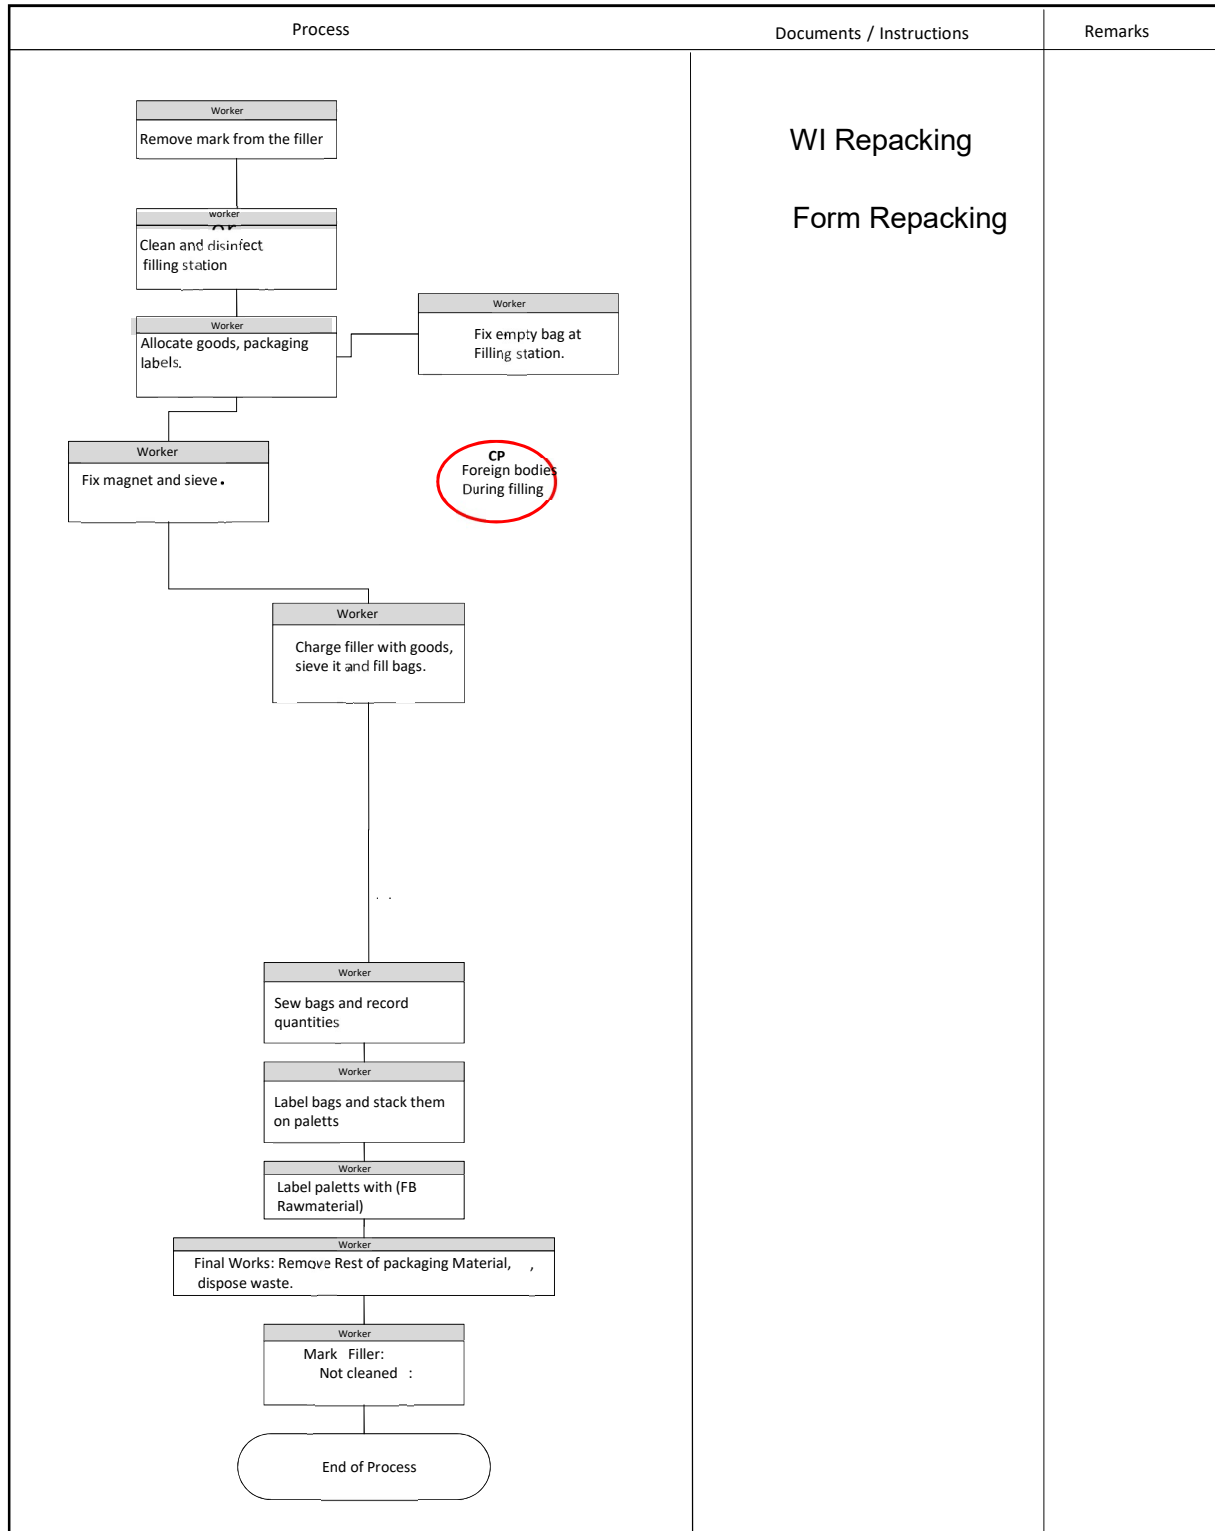 Process
Documents / Instructions
Remarks
Worker
Remove mark from the filler
WI Repacking
worker
Clean and disinfect
filling station
Form Repacking
Worker
Allocate goods, packaging
labels.
Worker
Fix empty bag at
Filling station.
Worker
Fix magnet and sieve.
CP
Foreign bodies
During filling
Worker
Charge filler with goods,
sieve it and fill bags.
Worker
Sew bags and record
quantities
Worker
Label bags and stack them
on paletts
Worker
Label paletts with (FB
Rawmaterial)
Worker
Final Works: Remove Rest of packaging Material, ,
dispose waste.
Worker
Mark Filler:
Not cleaned :
End of Process